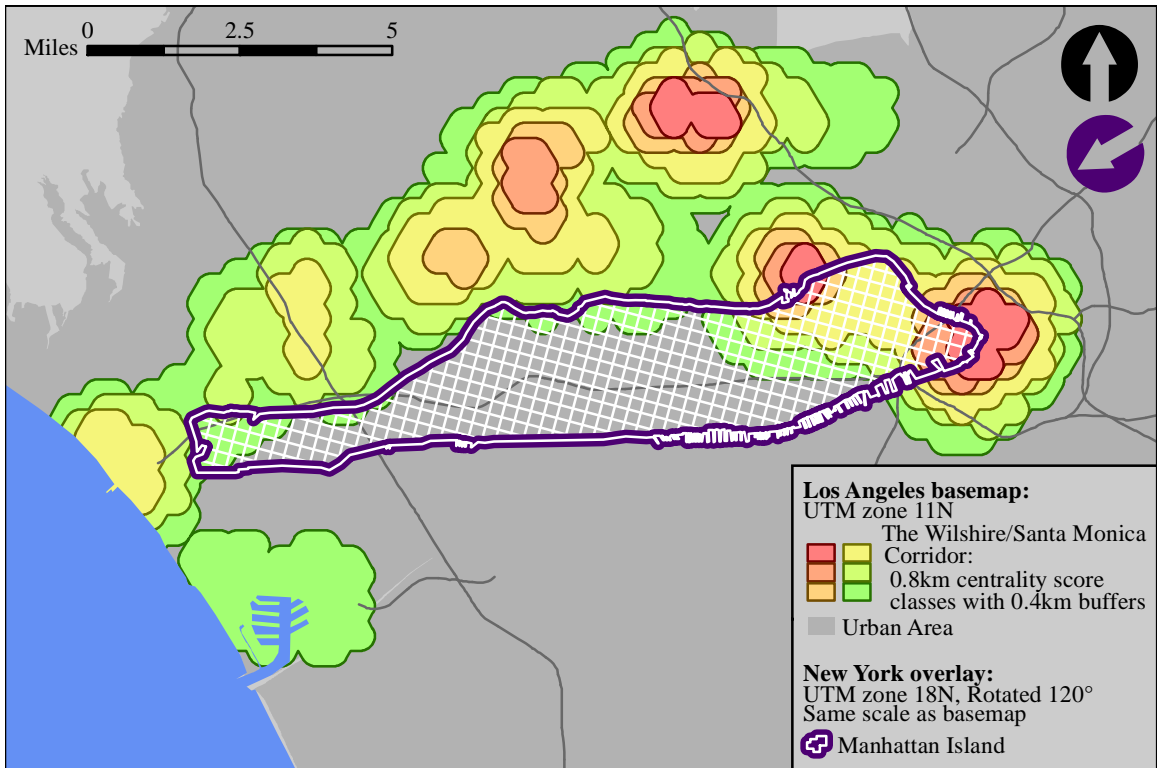 0 2.5 5
Miles
Los Angeles basemap:
UTM zone 11N
The Wilshire/Santa Monica
Corridor:
0.8km centrality score
classes with 0.4km buffers
Urban Area
New York overlay:
UTM zone 18N, Rotated 120°
Same scale as basemap
Manhattan Island